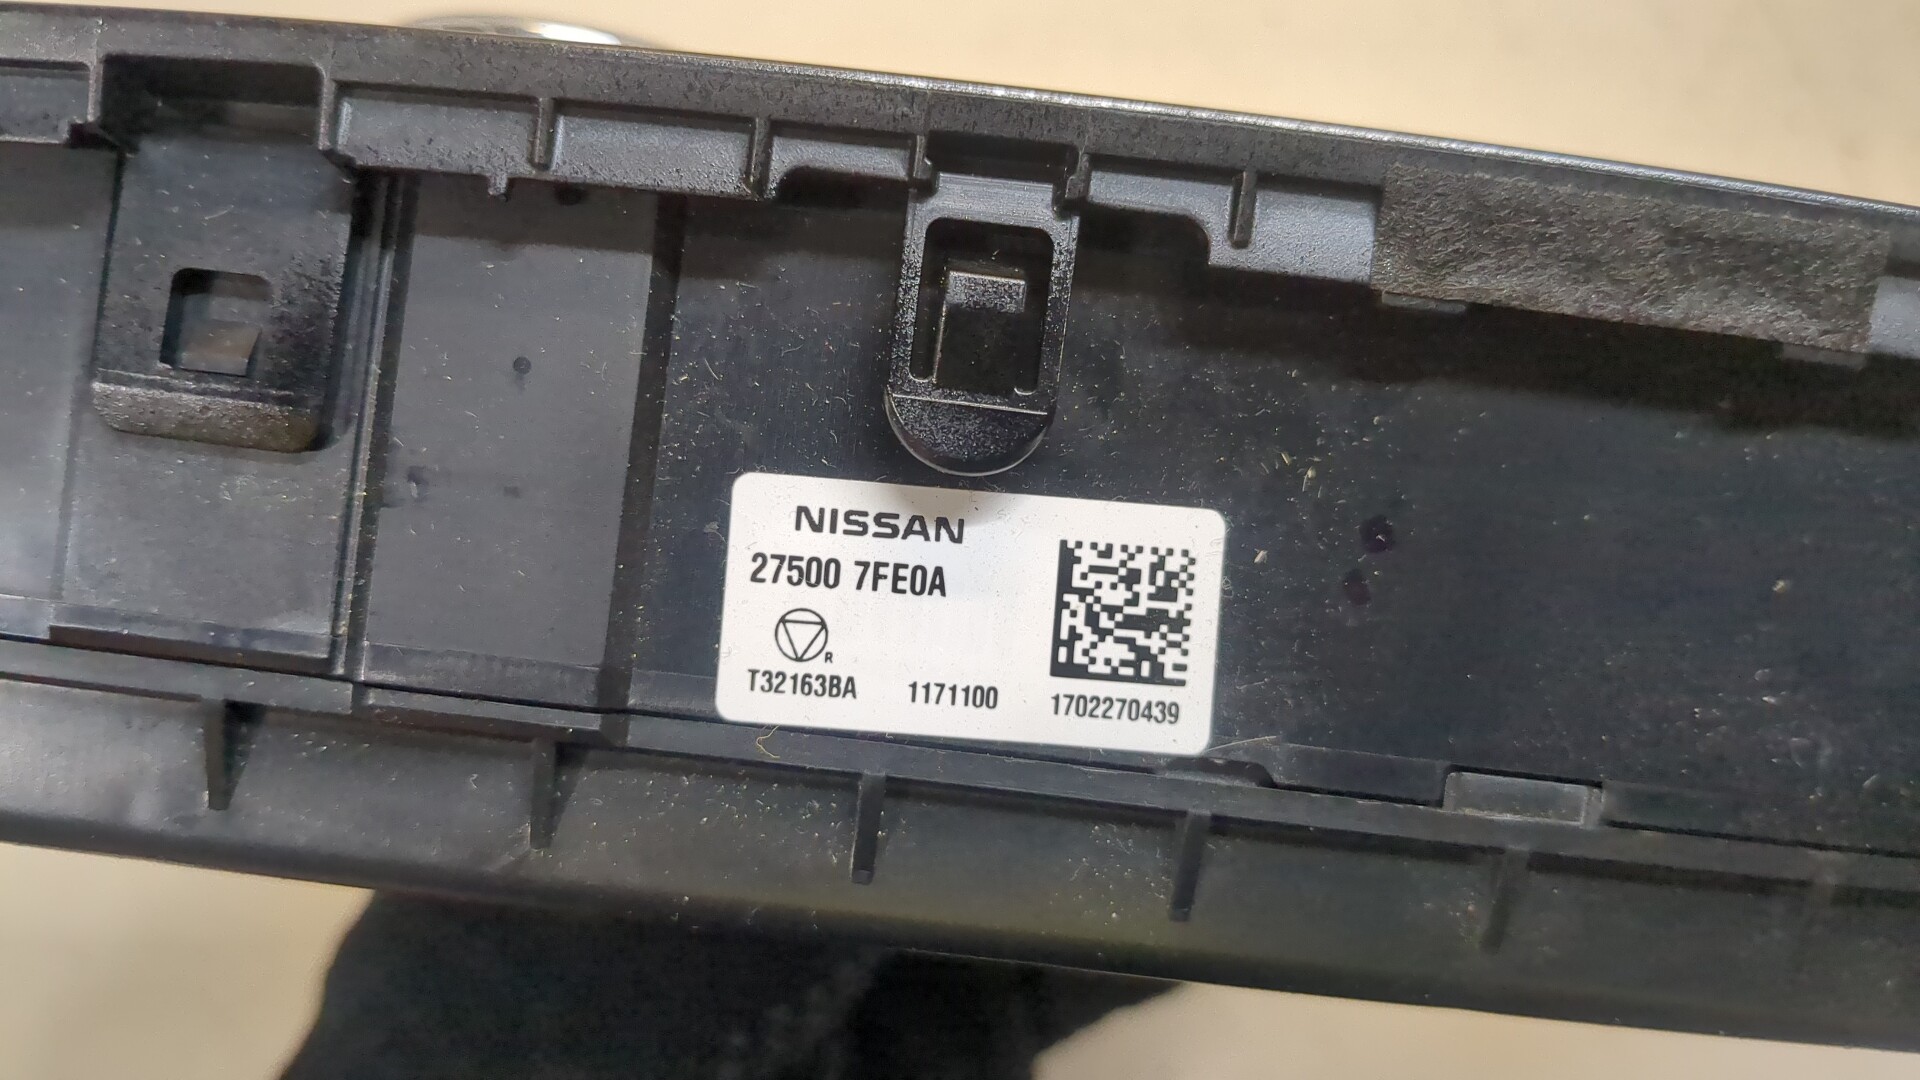 NISSAN
27500 7FE0A
R
T32163BA 1171100 1702270439